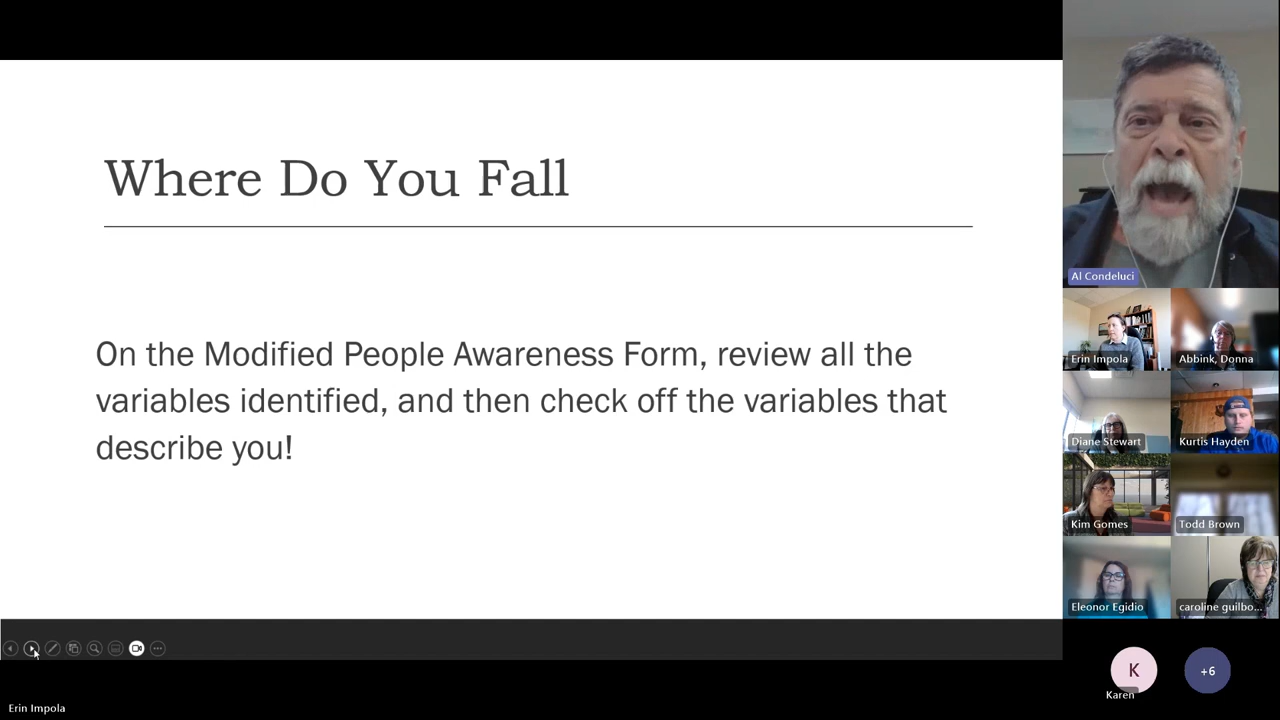 Where Do You Fall
On the Modified People Awareness Form, review all the
variables identified, and then check off the variables that
describe you!
Al Condeluci
Erin Impola
Abbink, Donna
Diane Stewart
Kurtis Hayden
Kim Gomes
Todd Brown
Eleonor Egidio
caroline guilbo...
K
Karen
+6
Erin Impola